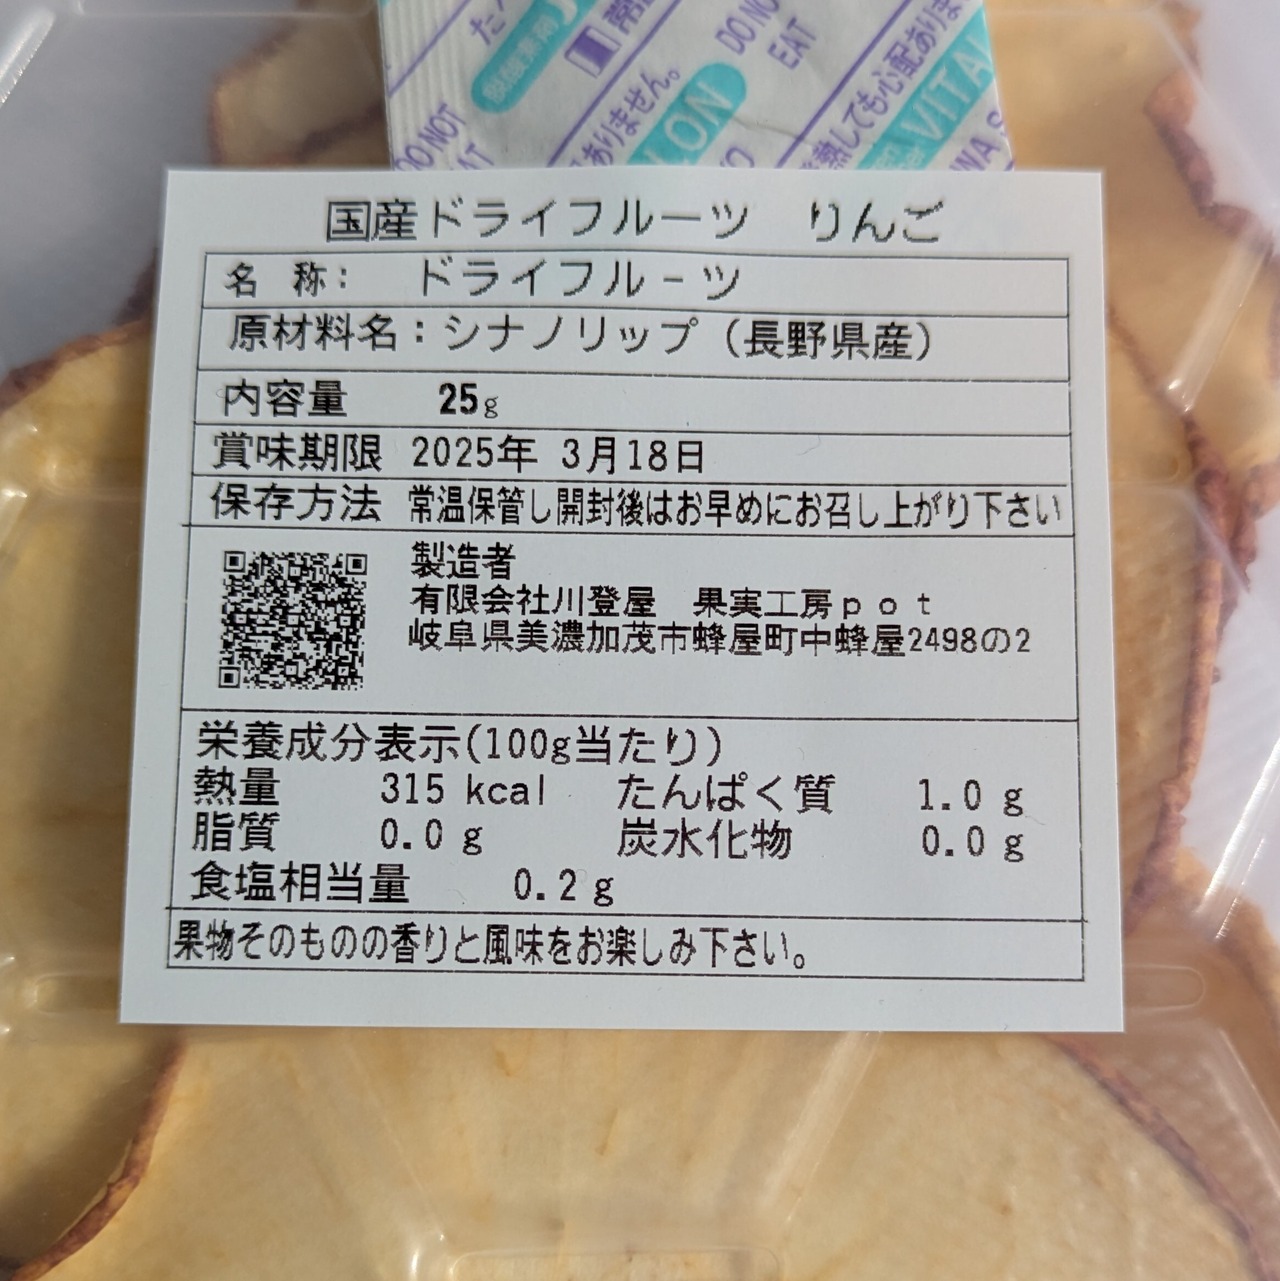 DO NOT
EAT
ありません。
VITA
DO NOT
国産ドライフルーツ　りんご
名 称： ドライフル-ツ
原材料名：シナノリップ（長野県産）
内容量 25g
賞味期限 2025年 3月18日
保存方法 常温保管し開封後はお早めにお召し上がり下さい
製造者
有限会社川登屋　果実工房ｐｏｔ
岐阜県美濃加茂市蜂屋町中蜂屋2498の2
栄養成分表示(100g当たり)
熱量 315 kcal たんぱく質 1.0 g
脂質 0.0 g 炭水化物 0.0 g
食塩相当量 0.2 g
果物そのものの香りと風味をお楽しみ下さい。